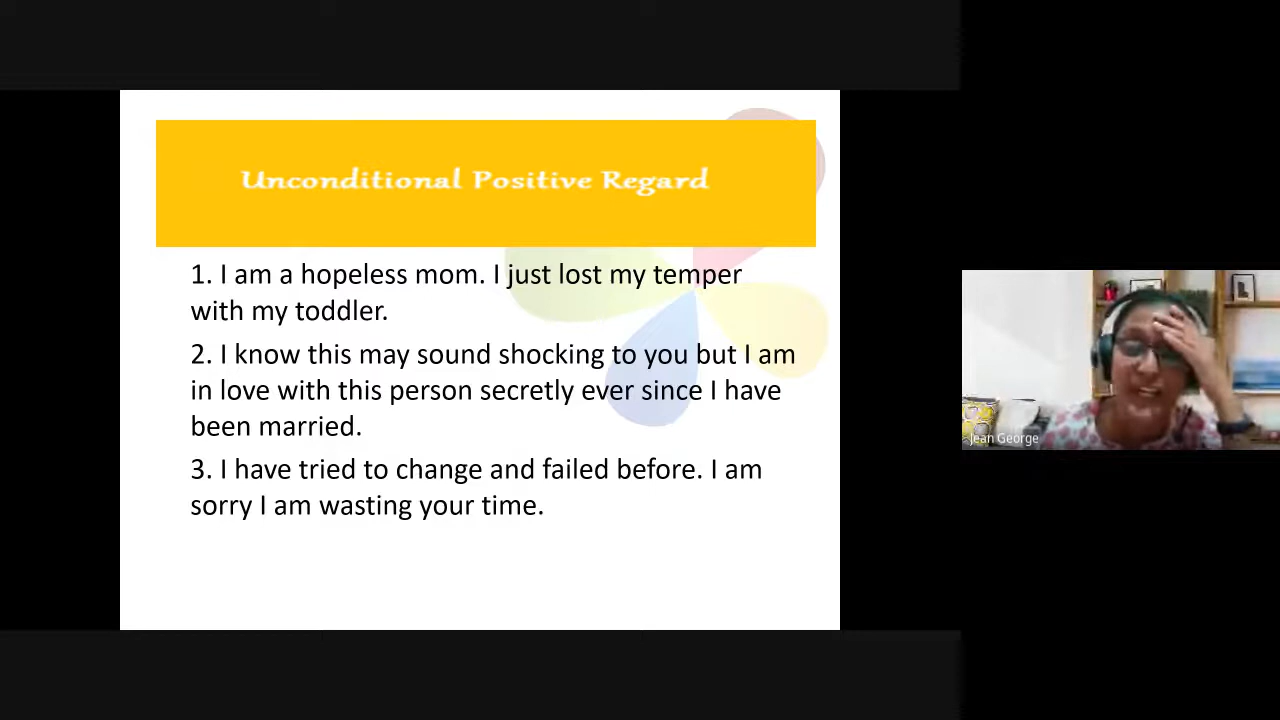 Unconditional Positive Regard
1. I am a hopeless mom. I just lost my temper
with my toddler.
2. I know this may sound shocking to you but I am
in love with this person secretly ever since I have
been married.
3. I have tried to change and failed before. I am
sorry I am wasting your time.
Jean George